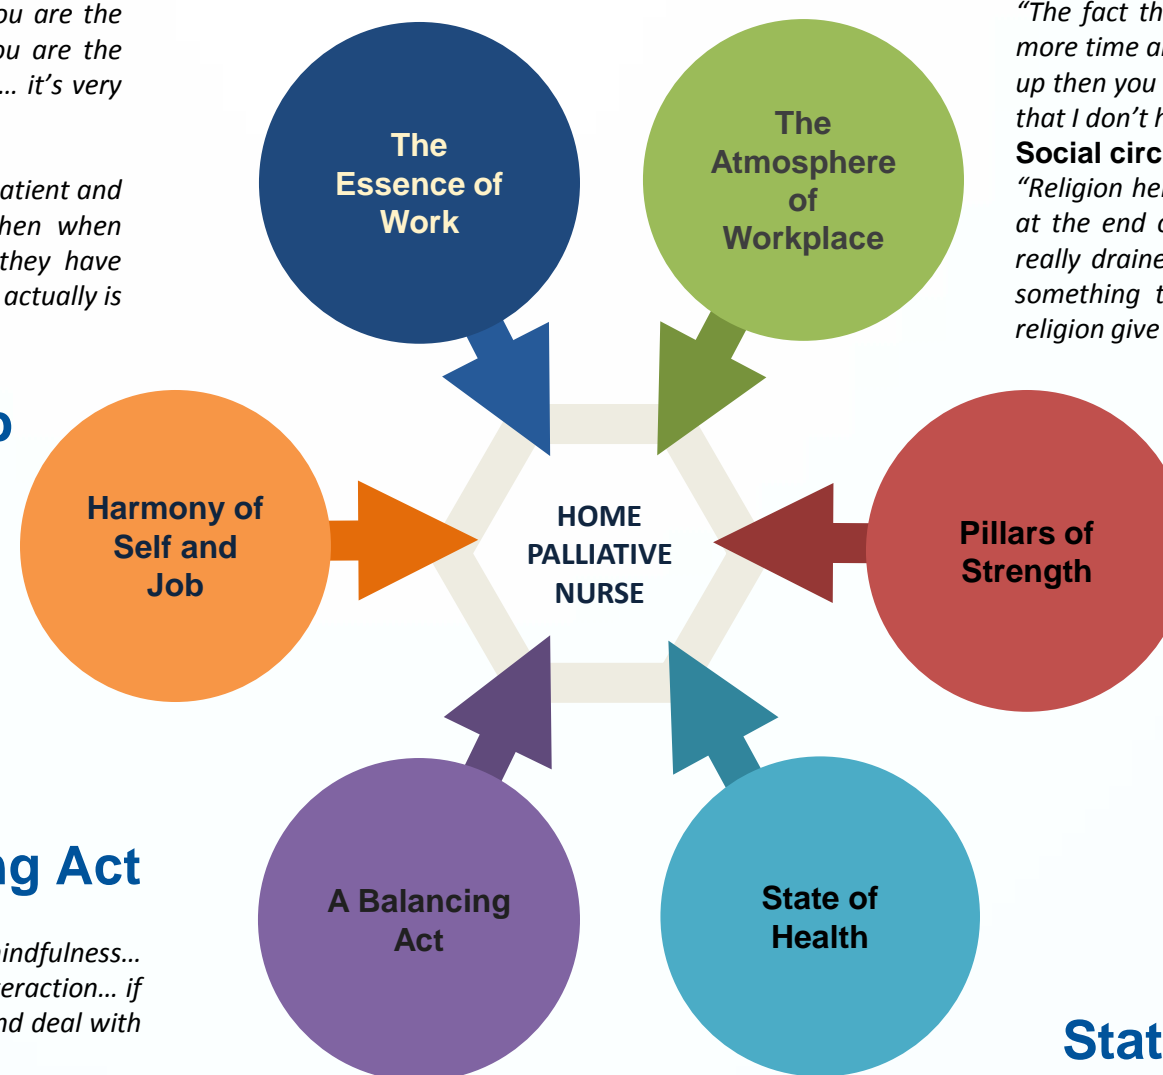 ou are the
ou are the
… it’s very
atient and
hen when
they have
actually is
“The fact th
more time a
up then you
that I don’t h
Social circ
“Religion he
at the end
really draine
something t
religion give
The
Essence of
Work
The
Atmosphere
of
Workplace
Harmony of
Self and
Job
HOME
PALLIATIVE
NURSE
Pillars of
Strength
ng Act
A Balancing
Act
State of
Health
indfulness…
teraction… if
nd deal with
Stat